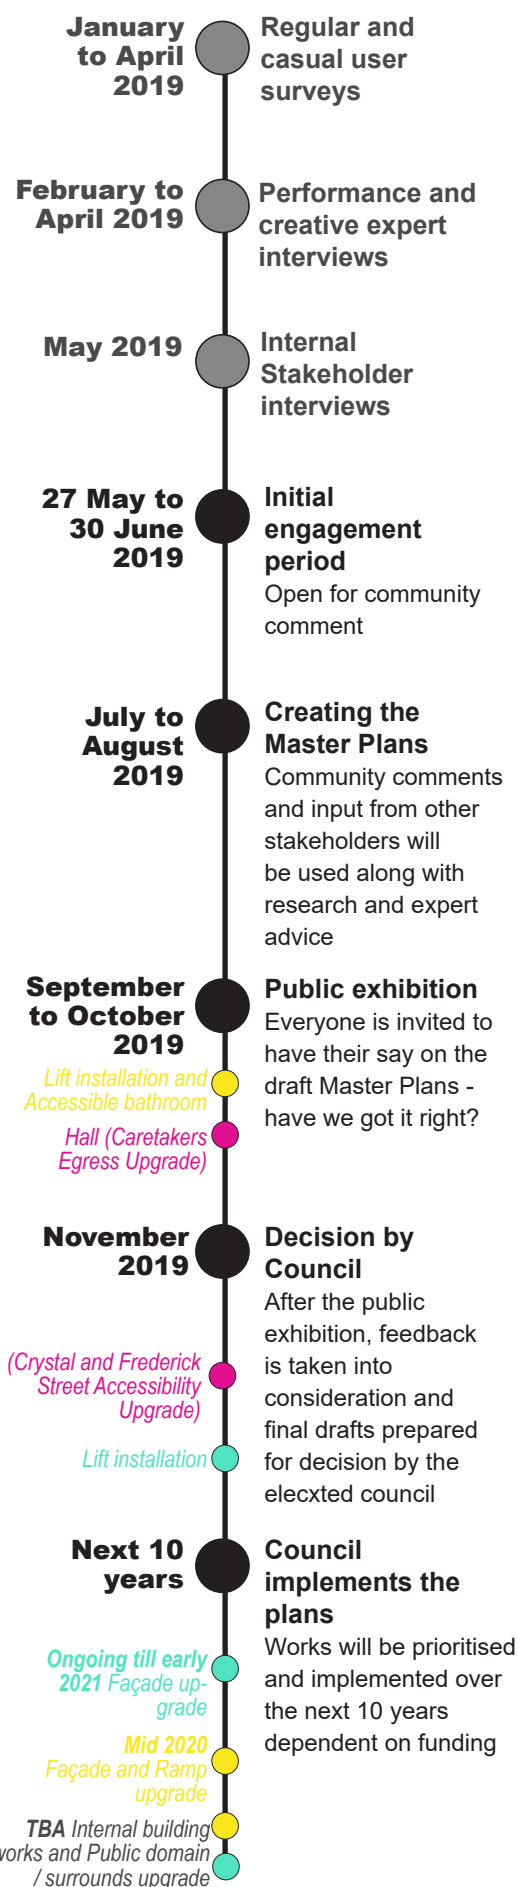 January
to April
2019
Regular and
casual user
surveys
February to
April 2019
Performance and
creative expert
interviews
May 2019
Internal
Stakeholder
interviews
27 May to
30 June
2019
Initial
engagement
period
Open for community
comment
July to
August
2019
Creating the
Master Plans
Community comments
and input from other
stakeholders will
be used along with
research and expert
advice
September
to October
2019
Public exhibition
Everyone is invited to
have their say on the
draft Master Plans -
have we got it right?
Lift installation and
Accessible bathroom
Hall (Caretakers
Egress Upgrade)
November
2019
Decision by
Council
After the public
exhibition, feedback
is taken into
consideration and
final drafts prepared
for decision by the
elecxted council
(Crystal and Frederick
Street Accessibility
Upgrade)
Lift installation
Next 10
years
Council
implements the
plans
Works will be prioritised
and implemented over
the next 10 years
dependent on funding
Ongoing till early
2021 Façade up-
grade
Mid 2020
Façade and Ramp
upgrade
TBA Internal building
works and Public domain
/ surrounds upgrade